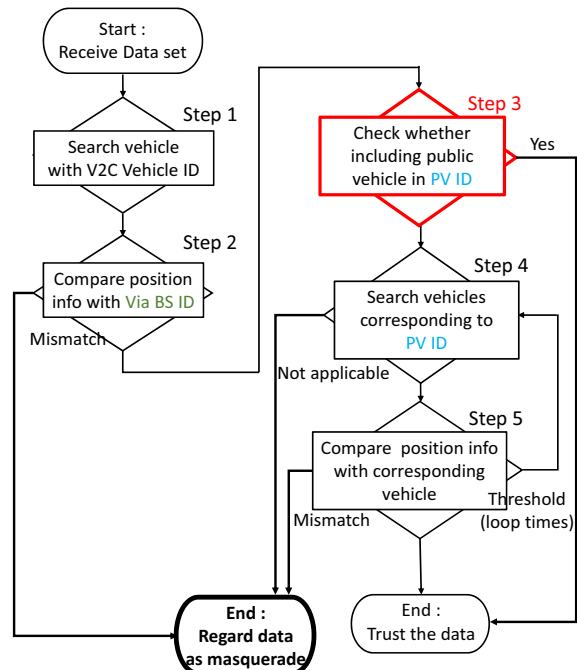 Start :
Receive Data set
Step 1
Search vehicle
with V2C Vehicle ID
Step 2
Compare position
info with Via BS ID
Mismatch
Step 3
Check whether
including public
vehicle in PV ID
Yes
Step 4
Search vehicles
corresponding to
PV ID
Not applicable
Step 5
Compare position info
with corresponding
vehicle
Mismatch
Threshold
(loop times)
End :
Regard data
as masquerade
End :
Trust the data